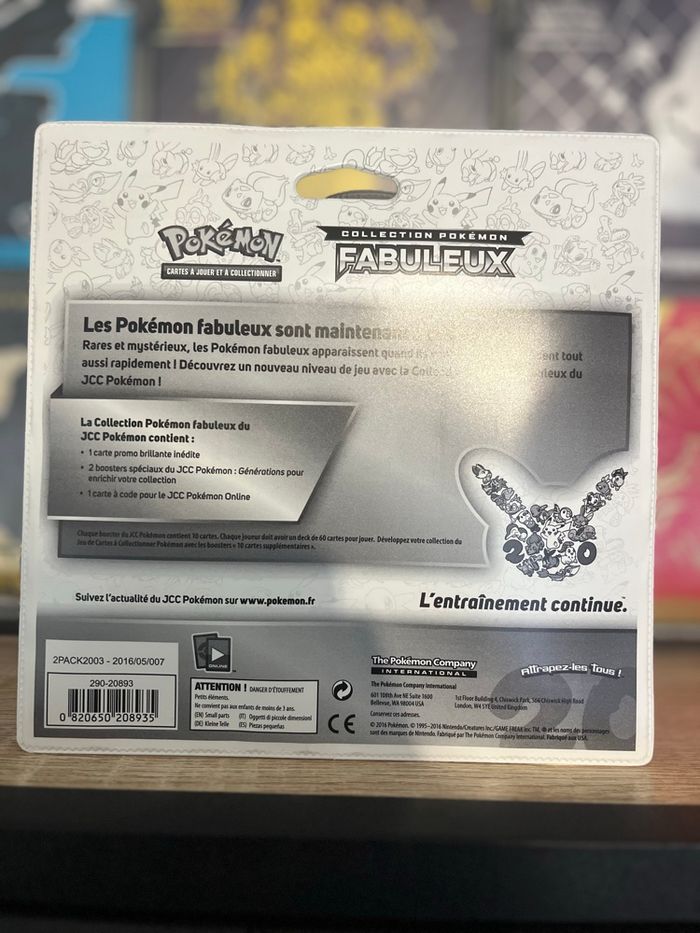 POKÉMON
CARTES À JOUER ET À COLLECTIONNER
COLLECTION POKÉMON
FABULEUX
Les Pokémon fabuleux sont maintenan
Rares et mystérieux, les Pokémon fabuleux apparaissent quand ils tout
aussi rapidement ! Découvrez un nouveau niveau de jeu avec la du
JCC Pokémon !
La Collection Pokémon fabuleux du
JCC Pokémon contient :
• 1 carte promo brillante inédite
• 2 boosters spéciaux du JCC Pokémon : Générations pour
enrichir votre collection
• 1 carte à code pour le JCC Pokémon Online
Chaque booster du JCC Pokémon contient 10 cartes. Chaque joueur doit avoir un deck de 60 cartes pour jouer. Développez votre collection du
Jeu de Cartes à Collectionner Pokémon avec les boosters « 10 cartes supplémentaires ».
20
Suivez l'actualité du JCC Pokémon sur www.pokemon.fr
L'entraînement continue.™
2PACK2003 - 2016/05/007
290-20893
0 820650 208935
ONLINE
ATTENTION ! DANGER D'ÉTOUFFEMENT
Petits éléments.
Ne convient pas aux enfants de moins de 3 ans.
(EN) Small parts (IT) Oggetti di piccole dimensioni
(DE) Kleine Teile (ES) Piezas pequeñas
CE
The Pokémon Company
INTERNATIONAL
The Pokémon Company International
601 108th Ave NE Suite 1600
Bellevue, WA 98004 USA
1st Floor Building 4, Chiswick Park, 566 Chiswick High Road
London, W4 5YE United Kingdom
Conservez ces adresses.
© 2016 Pokémon. © 1995–2016 Nintendo/Creatures Inc./GAME FREAK inc. TM, ® et les noms des personnages
sont des marques de Nintendo. Fabriqué par The Pokémon Company International. Fabriqué aux USA.
Attrapez-les Tous !